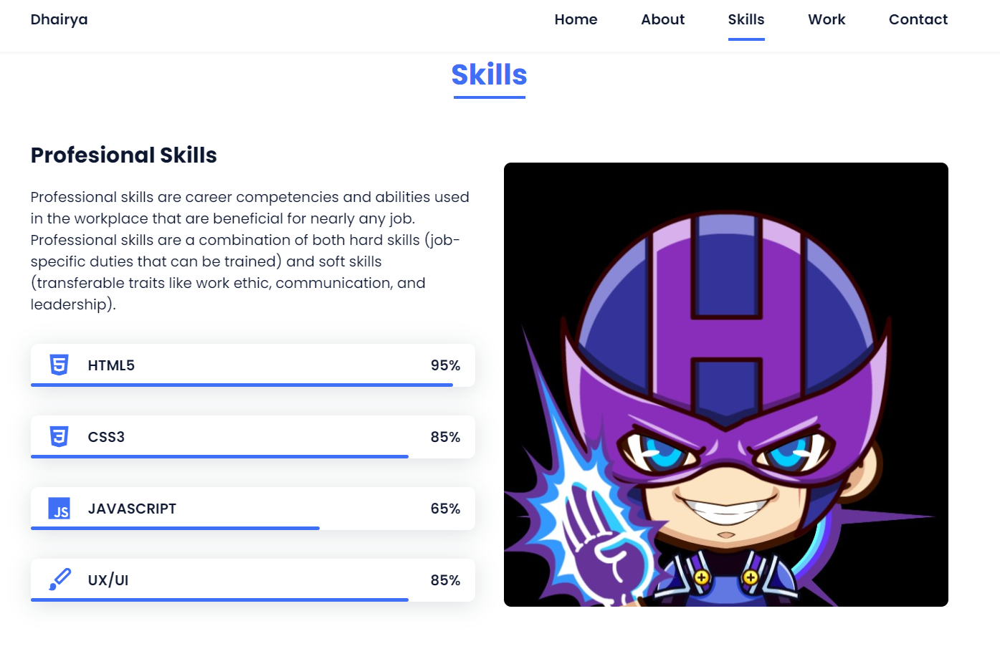 Dhairya
Home
About
Skills
Work
Contact
Skills
Profesional Skills
Professional skills are career competencies and abilities used
in the workplace that are beneficial for nearly any job.
Professional skills are a combination of both hard skills (job-
specific duties that can be trained) and soft skills
(transferable traits like work ethic, communication, and
leadership).
HTML5 95%
CSS3 85%
JS JAVASCRIPT 65%
UX/UI 85%
H